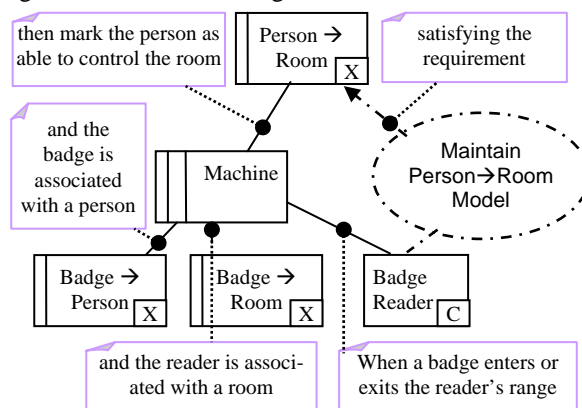 then mark the person as
able to control the room
Person →
Room
X
satisfying the
requirement
and the
badge is
associated
with a person
Machine
Maintain
Person→Room
Model
Badge →
Person
X
Badge →
Room
X
Badge
Reader
C
and the reader is associ-
ated with a room
When a badge enters or
exits the reader's range